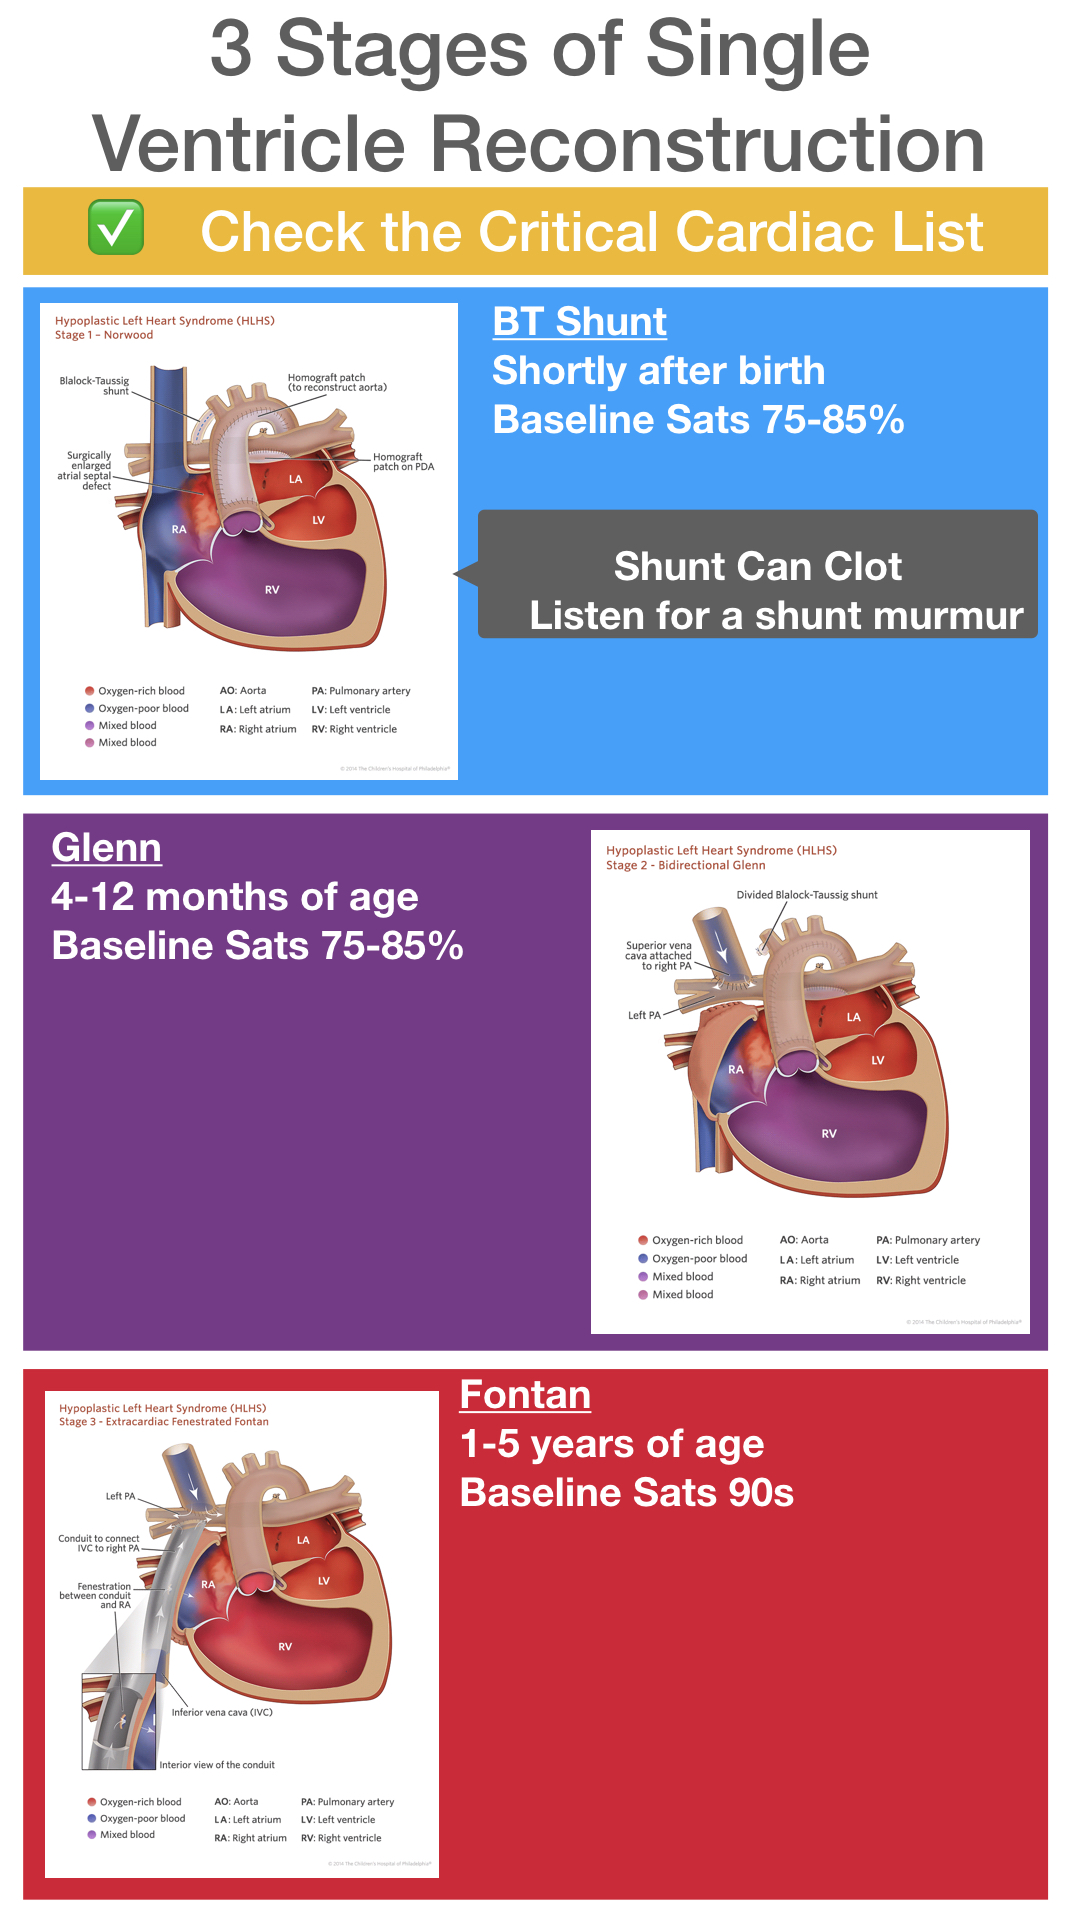 3 Stages of Single
Ventricle Reconstruction
✅ Check the Critical Cardiac List
Hypoplastic Left Heart Syndrome (HLHS)
Stage 1 – Norwood
Blalock-Taussig
shunt
Homograft patch
(to reconstruct aorta)
Surgically
enlarged
atrial septal
defect
Homograft
patch on PDA
LA
LV
RA
RV
Oxygen-rich blood
Oxygen-poor blood
Mixed blood
Mixed blood
AO: Aorta
LA: Left atrium
RA: Right atrium
PA: Pulmonary artery
LV: Left ventricle
RV: Right ventricle
© 2014 The Children's Hospital of Philadelphia®
BT Shunt
Shortly after birth
Baseline Sats 75-85%
Shunt Can Clot
Listen for a shunt murmur
Glenn
4-12 months of age
Baseline Sats 75-85%
Hypoplastic Left Heart Syndrome (HLHS)
Stage 2 - Bidirectional Glenn
Divided Blalock-Taussig shunt
Superior vena
cava attached
to right PA
Left PA
LA
LV
RA
RV
Oxygen-rich blood
Oxygen-poor blood
Mixed blood
Mixed blood
AO: Aorta
LA: Left atrium
RA: Right atrium
PA: Pulmonary artery
LV: Left ventricle
RV: Right ventricle
© 2014 The Children's Hospital of Philadelphia®
Hypoplastic Left Heart Syndrome (HLHS)
Stage 3 - Extracardiac Fenestrated Fontan
Left PA
Conduit to connect
IVC to right PA
Fenestration
between conduit
and RA
LA
LV
RA
RV
Inferior vena cava (IVC)
Interior view of the conduit
Oxygen-rich blood
Oxygen-poor blood
Mixed blood
AO: Aorta
LA: Left atrium
RA: Right atrium
PA: Pulmonary artery
LV: Left ventricle
RV: Right ventricle
© 2014 The Children's Hospital of Philadelphia®
Fontan
1-5 years of age
Baseline Sats 90s